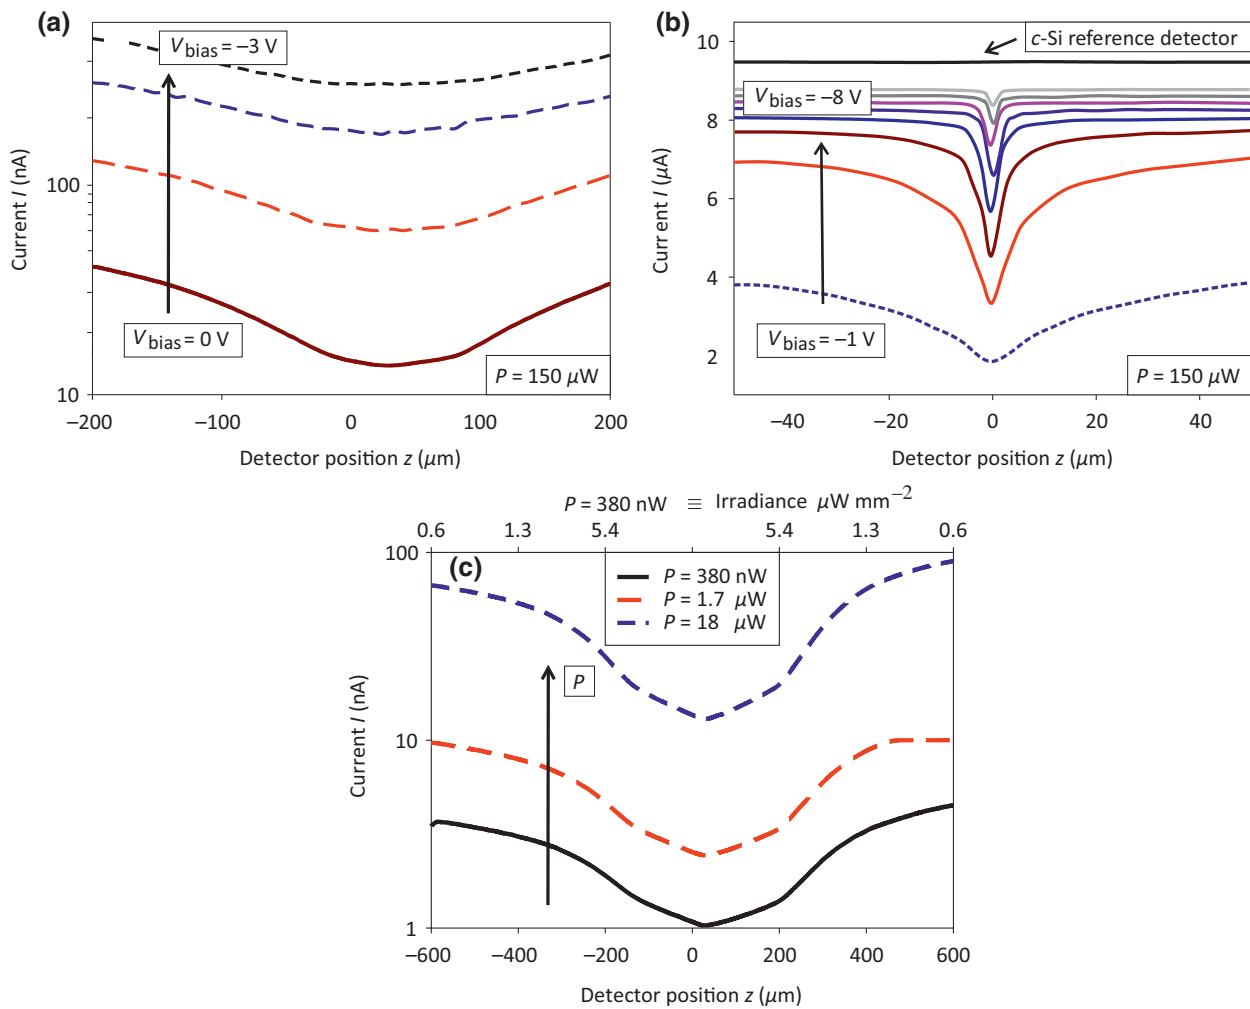 (a)
V_bias = −3 V
100
10
Current I (nA)
V_bias = 0 V
P = 150 μW
−200 −100 0 100 200
Detector position z (μm)
(b)
c-Si reference detector
10
8
6
4
2
Current I (μA)
V_bias = −8 V
V_bias = −1 V
P = 150 μW
−40 −20 0 20 40
Detector position z (μm)
P = 380 nW ≡ Irradiance μW mm⁻²
0.6 1.3 5.4 5.4 1.3 0.6
(c)
100
10
1
Current I (nA)
P = 380 nW
P = 1.7 μW
P = 18 μW
P
−600 −400 −200 0 200 400 600
Detector position z (μm)